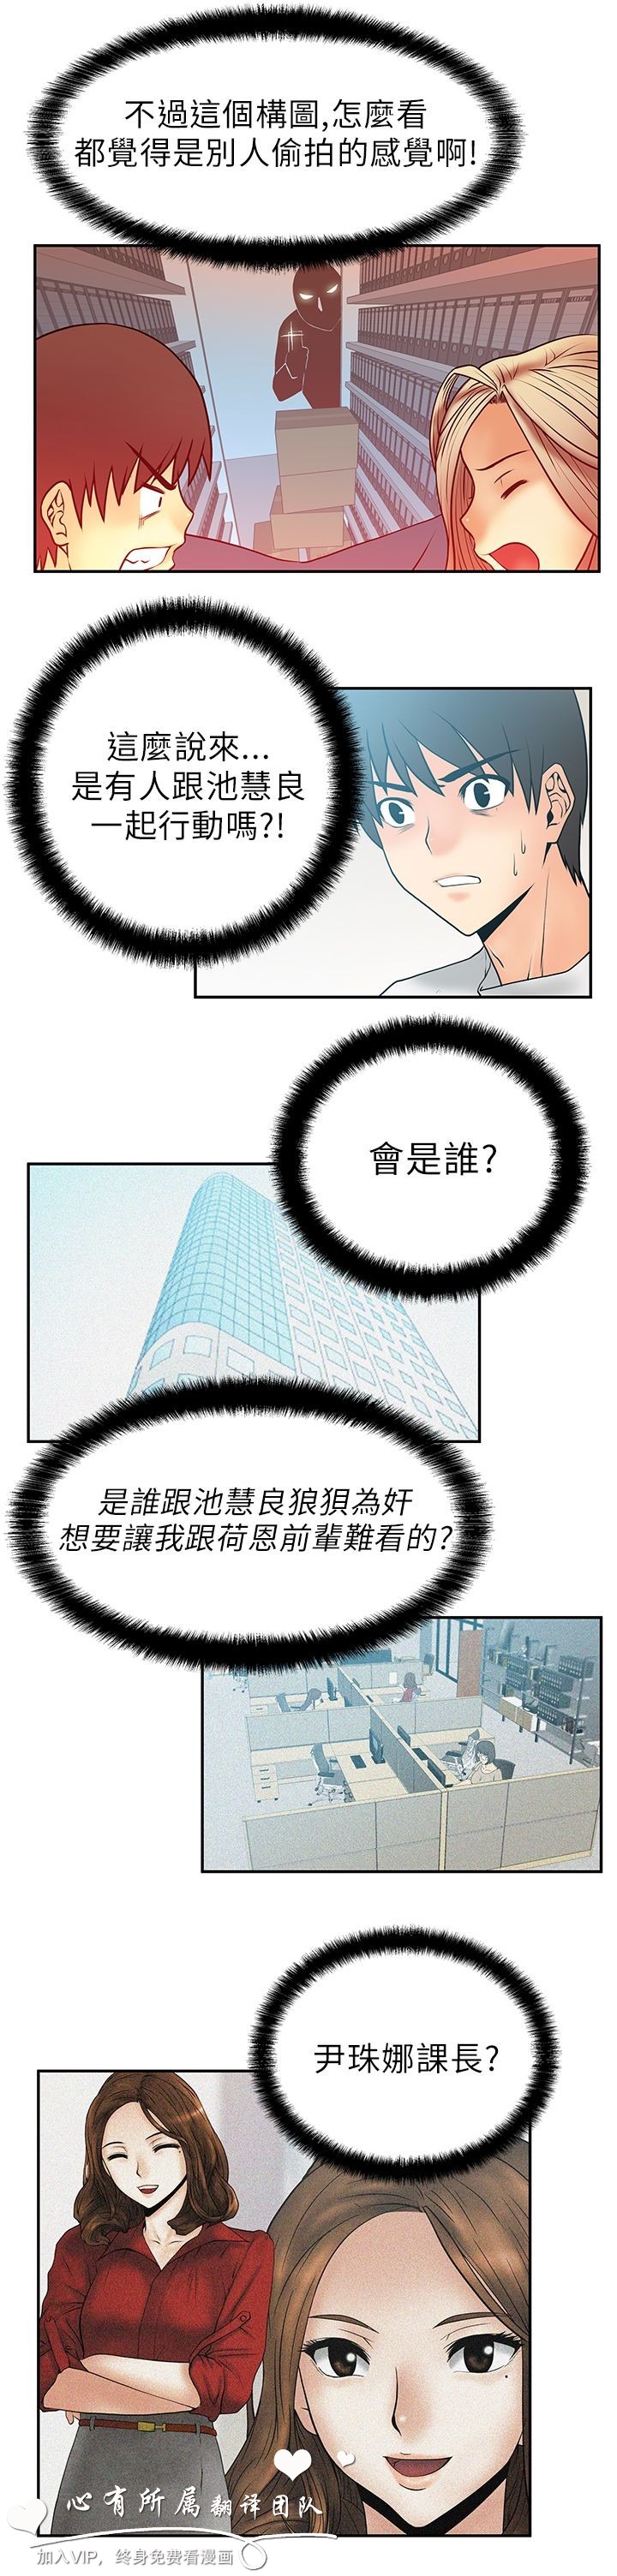 不過這個構圖,怎麼看
都覺得是別人偷拍的感覺啊!
這麼說來...
是有人跟池慧良
一起行動嗎?!
會是誰?
是誰跟池慧良狼狽為奸
想要讓我跟荷恩前輩難看的?
尹珠娜課長?
心有所属翻译团队
加入VIP，终身免费看漫画